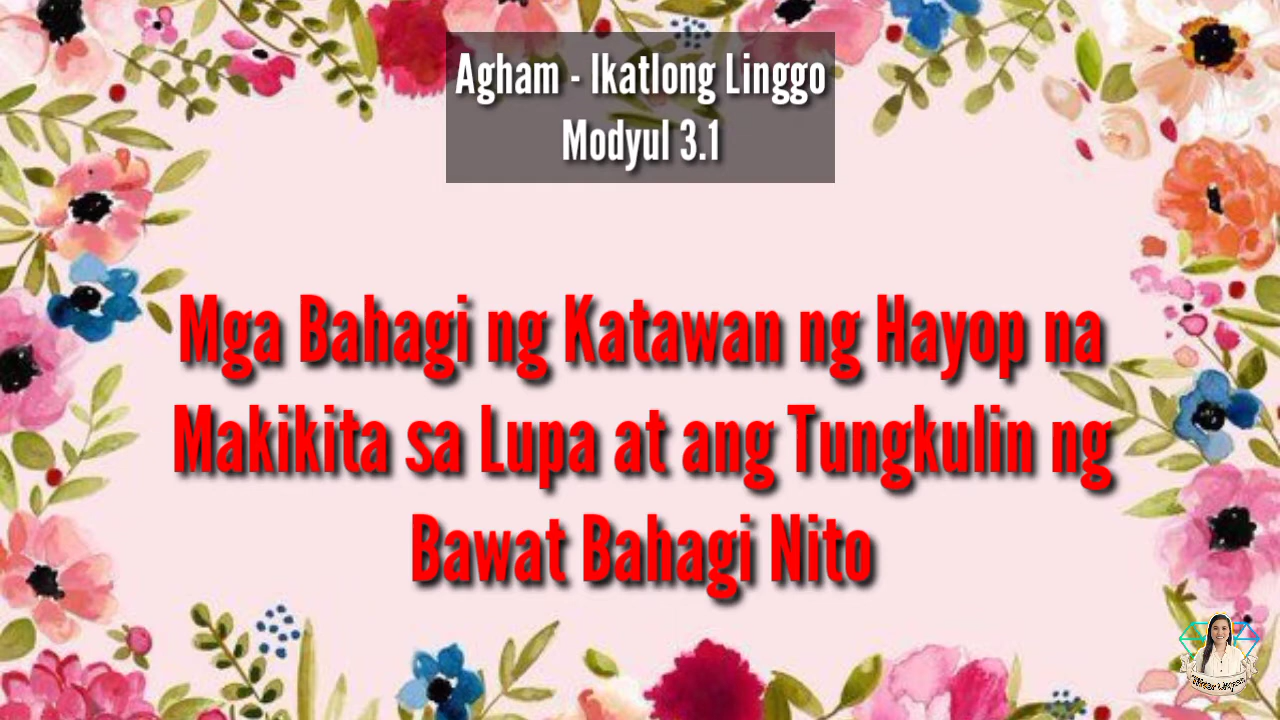 Agham - Ikatlong Linggo
Modyul 3.1
Mga Bahagi ng Katawan ng Hayop na
Makikita sa Lupa at ang Tungkulin ng
Bawat Bahagi Nito